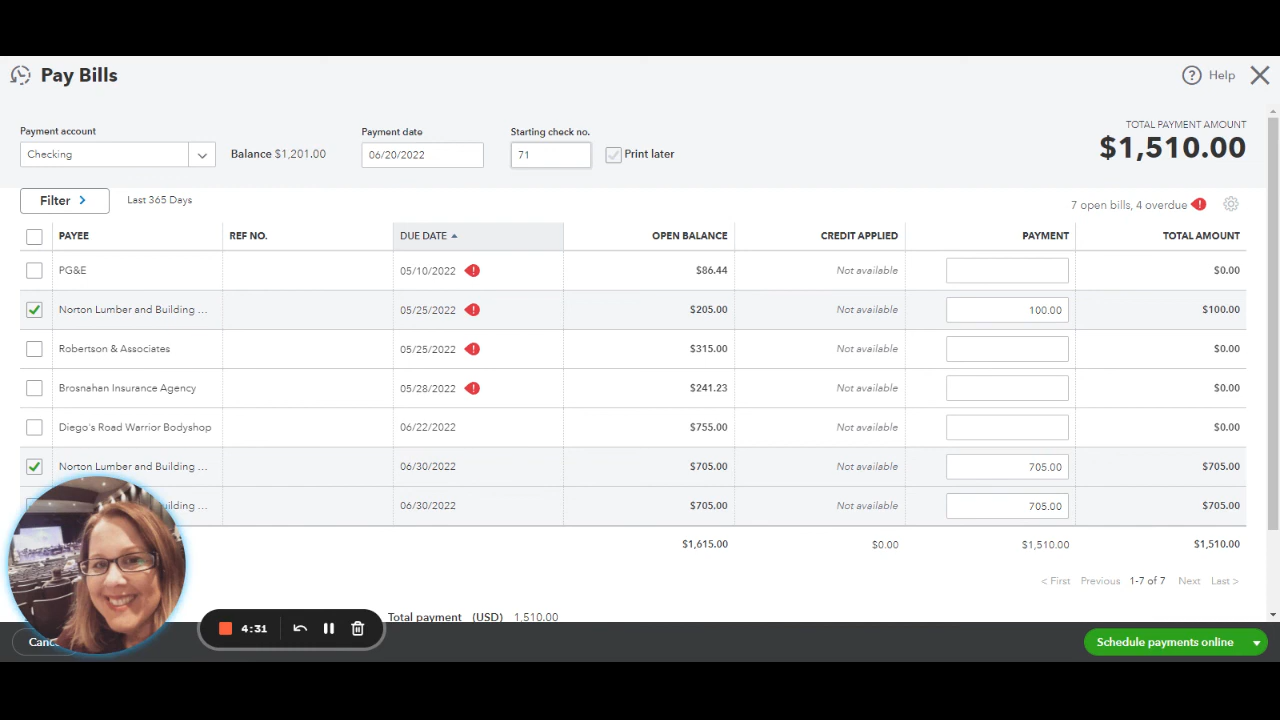 Pay Bills
Help
Payment account
Payment date
Starting check no.
TOTAL PAYMENT AMOUNT
Checking
Balance $1,201.00
06/20/2022
71
Print later
$1,510.00
Filter
Last 365 Days
7 open bills, 4 overdue
PAYEE REF NO. DUE DATE OPEN BALANCE CREDIT APPLIED PAYMENT TOTAL AMOUNT
PG&E 05/10/2022 $86.44 Not available $0.00
Norton Lumber and Building ... 05/25/2022 $205.00 Not available 100.00 $100.00
Robertson & Associates 05/25/2022 $315.00 Not available $0.00
Brosnahan Insurance Agency 05/28/2022 $241.23 Not available $0.00
Diego's Road Warrior Bodyshop 06/22/2022 $755.00 Not available $0.00
Norton Lumber and Building ... 06/30/2022 $705.00 Not available 705.00 $705.00
... 06/30/2022 $705.00 Not available 705.00 $705.00
$1,615.00 $0.00 $1,510.00 $1,510.00
< First Previous 1-7 of 7 Next Last >
Total payment (USD) 1,510.00
4:31
Schedule payments online